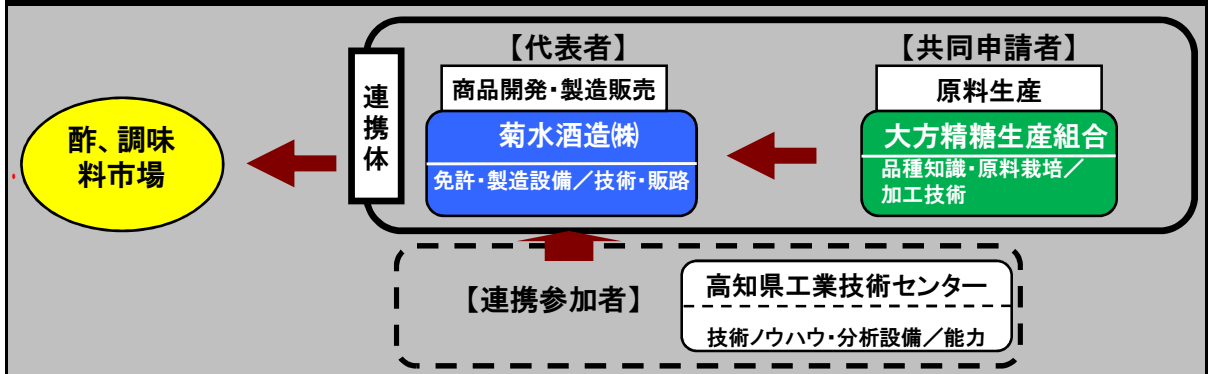 【代表者】
【共同申請者】
連携体
商品開発・製造販売
原料生産
菊水酒造㈱
免許・製造設備／技術・販路
大方精糖生産組合
品種知識・原料栽培／
加工技術
酢、調味
料市場
【連携参加者】
高知県工業技術センター
技術ノウハウ・分析設備／能力